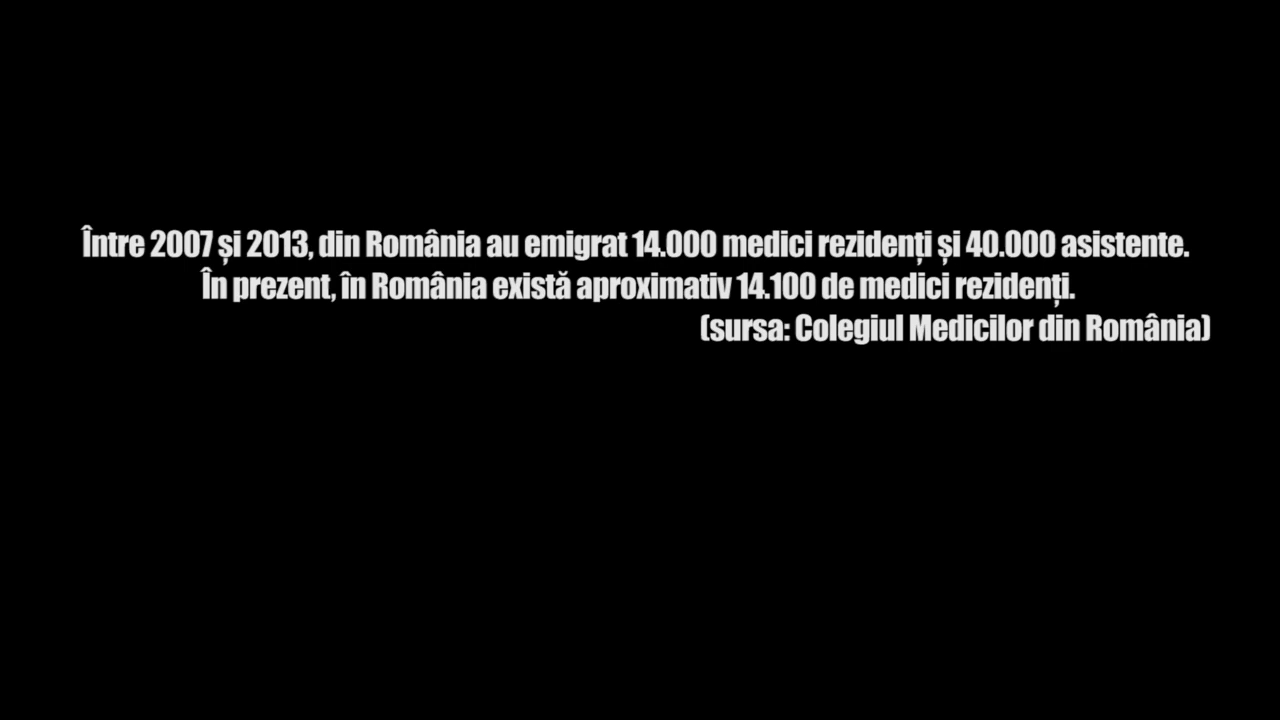 Între 2007 și 2013, din România au emigrat 14.000 medici rezidenți și 40.000 asistente.
În prezent, în România există aproximativ 14.100 de medici rezidenți.
(sursa: Colegiul Medicilor din România)